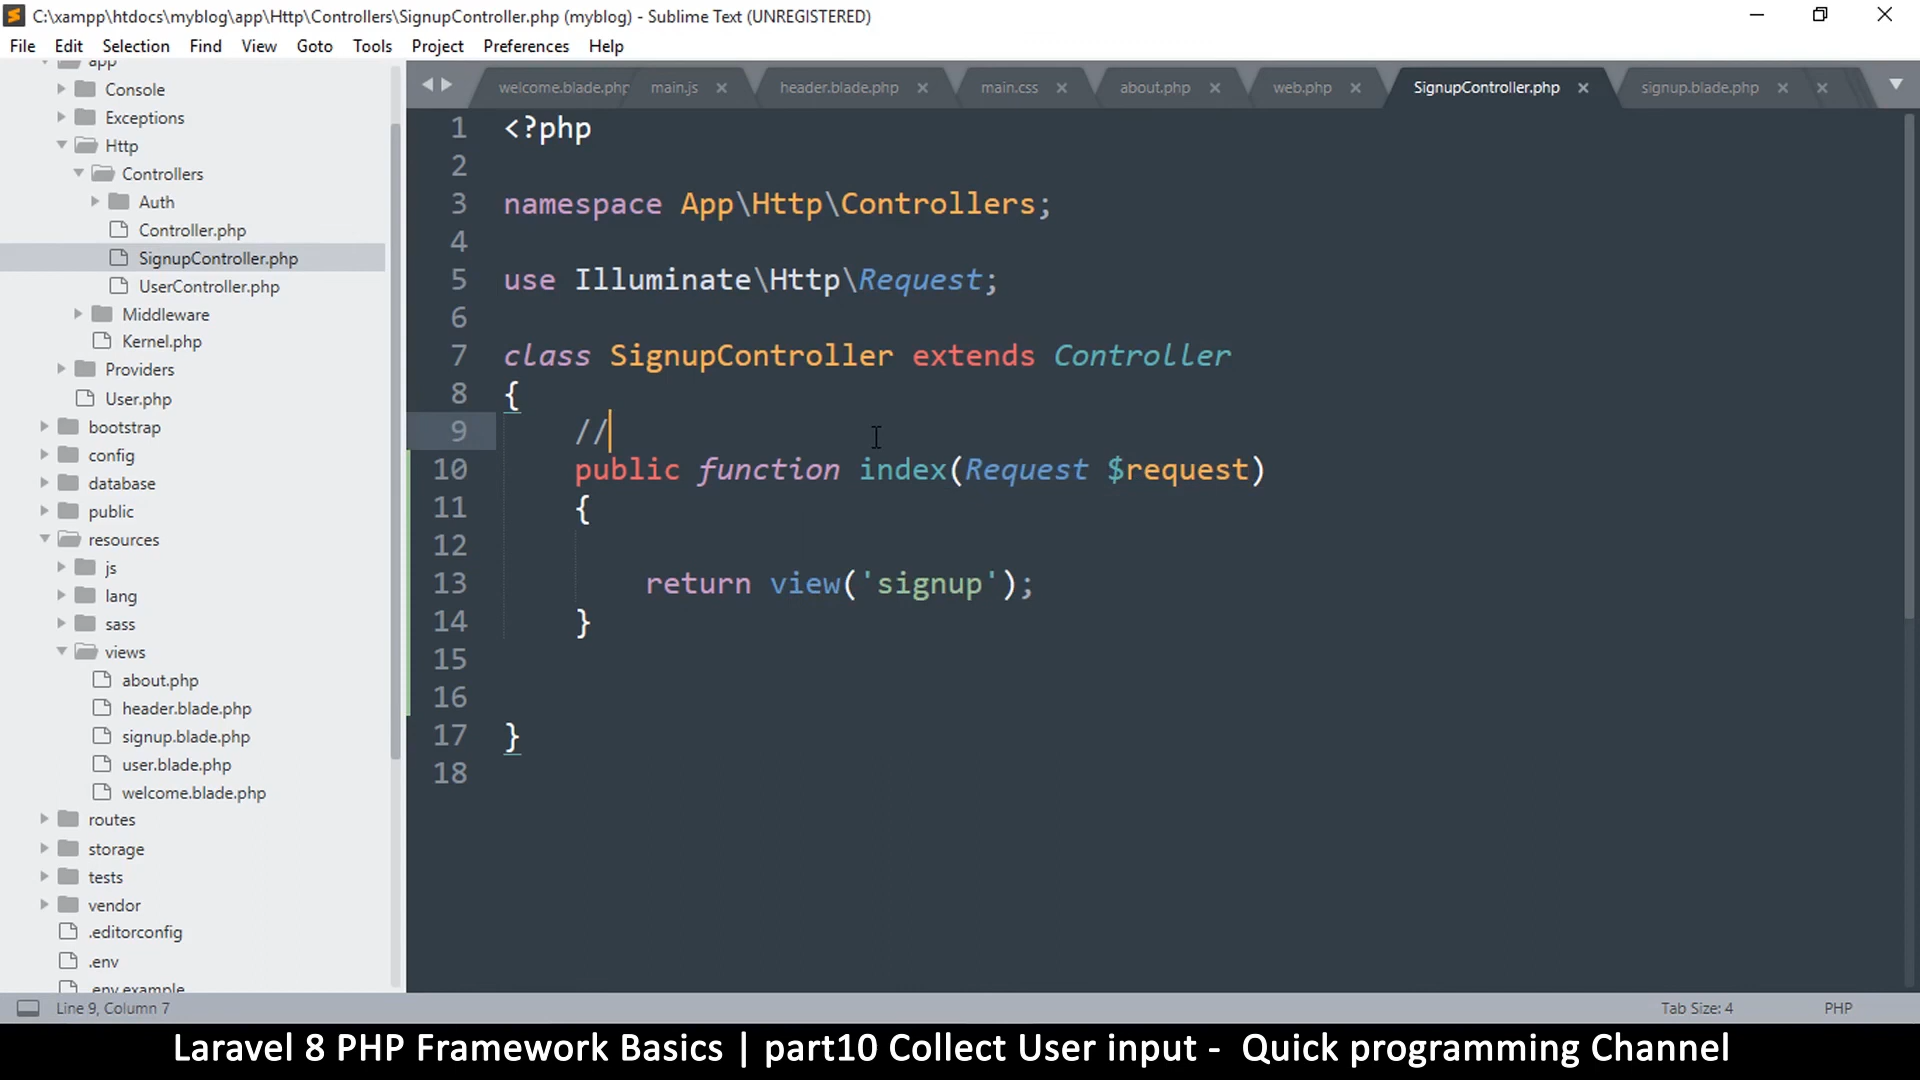 C:\xampp\htdocs\myblog\app\Http\Controllers\SignupController.php (myblog) - Sublime Text (UNREGISTERED)
File Edit Selection Find View Goto Tools Project Preferences Help
app
Console
Exceptions
Http
Controllers
Auth
Controller.php
SignupController.php
UserController.php
Middleware
Kernel.php
Providers
User.php
bootstrap
config
database
public
resources
js
lang
sass
views
about.php
header.blade.php
signup.blade.php
user.blade.php
welcome.blade.php
routes
storage
tests
vendor
.editorconfig
.env
.env.example
welcome.blade.php main.js header.blade.php main.css about.php web.php SignupController.php signup.blade.php
1 <?php
2
3 namespace App\Http\Controllers;
4
5 use Illuminate\Http\Request;
6
7 class SignupController extends Controller
8 {
9 //
10 public function index(Request $request)
11 {
12
13 return view('signup');
14 }
15
16
17 }
18
Line 9, Column 7 Tab Size: 4 PHP
Laravel 8 PHP Framework Basics | part10 Collect User input - Quick programming Channel